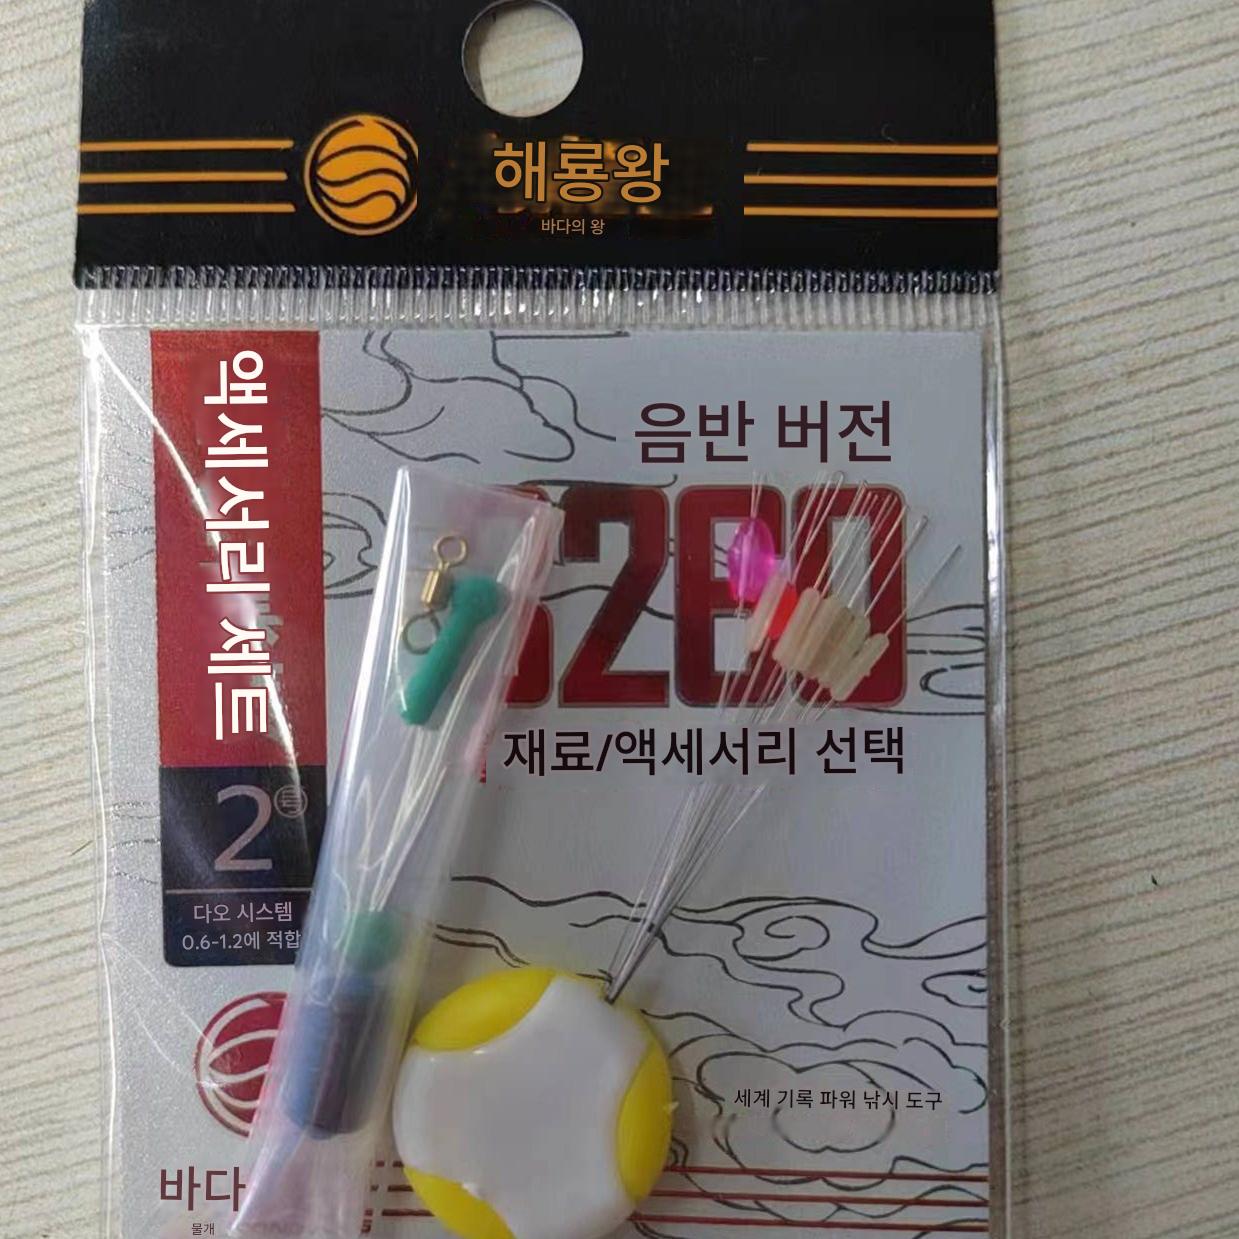 해룡왕
바다의 왕
액세서리 세트
음반 버전
재료/액세서리 선택
2号
다오 시스템
0.6-1.2에 적합
세계 기록 파워 낚시 도구
바다
물개